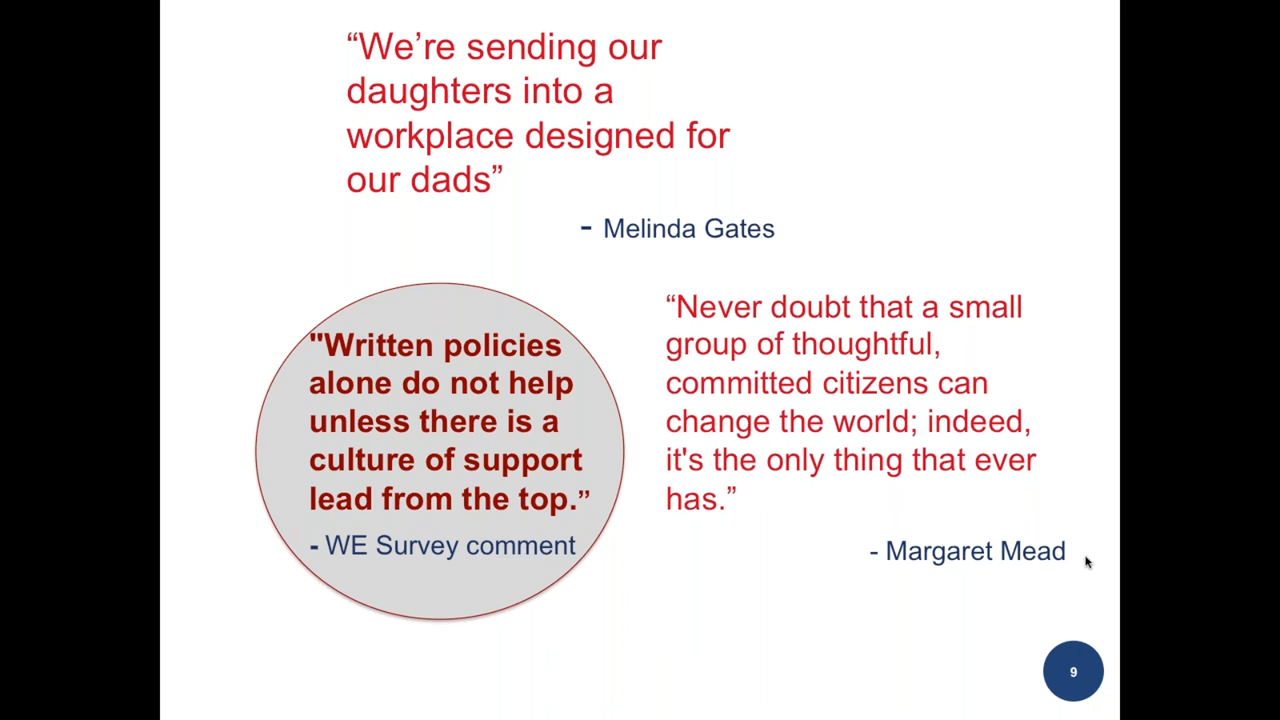 “We’re sending our
daughters into a
workplace designed for
our dads”
- Melinda Gates
"Written policies
alone do not help
unless there is a
culture of support
lead from the top.”
- WE Survey comment
“Never doubt that a small
group of thoughtful,
committed citizens can
change the world; indeed,
it's the only thing that ever
has.”
- Margaret Mead
9